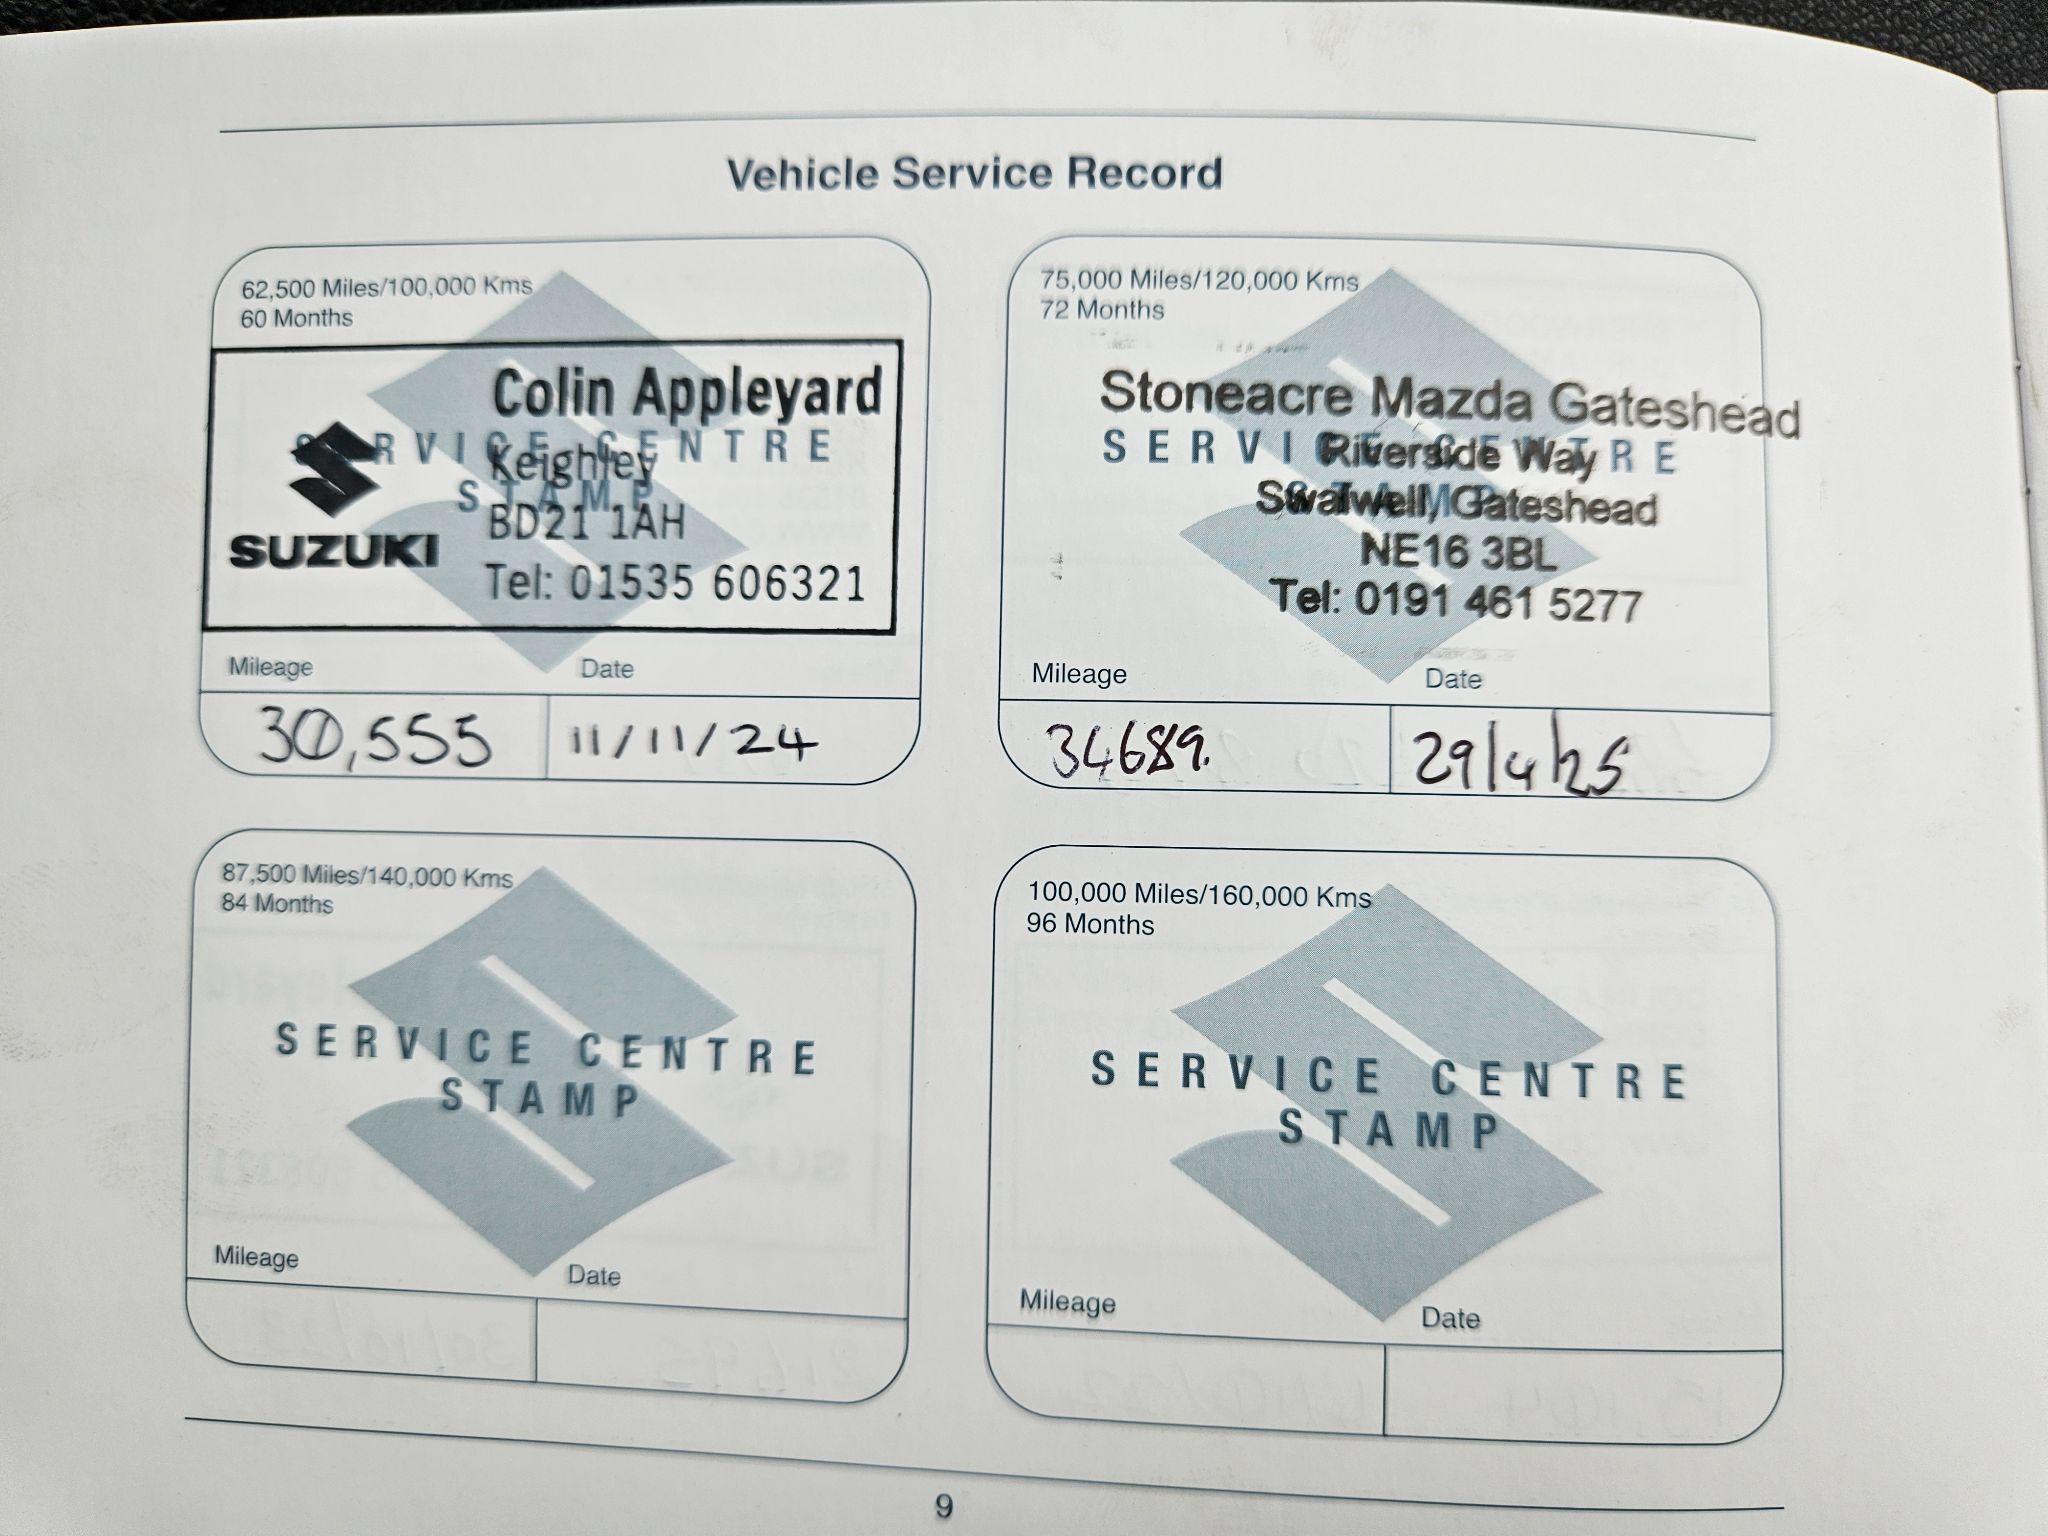 Vehicle Service Record
62,500 Miles/100,000 Kms
60 Months
SERVICE CENTRE
STAMP
Colin Appleyard
Keighley
BD21 1AH
Tel: 01535 606321
SUZUKI
Mileage
Date
30,555
11/11/24
75,000 Miles/120,000 Kms
72 Months
SERVICE CENTRE
STAMP
Stoneacre Mazda Gateshead
Riverside Way
Swalwell, Gateshead
NE16 3BL
Tel: 0191 461 5277
Mileage
Date
34689.
29/4/25
87,500 Miles/140,000 Kms
84 Months
SERVICE CENTRE
STAMP
Mileage
Date
100,000 Miles/160,000 Kms
96 Months
SERVICE CENTRE
STAMP
Mileage
Date
9